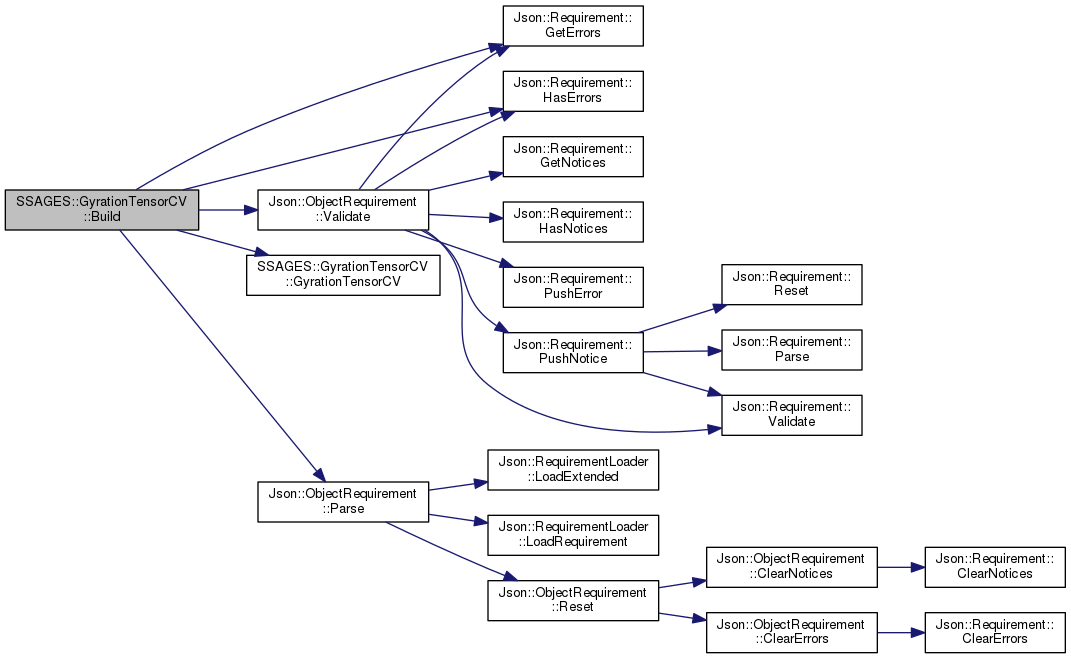 Json::Requirement::
GetErrors
Json::Requirement::
HasErrors
Json::Requirement::
GetNotices
SSAGES::GyrationTensorCV
::Build
Json::ObjectRequirement
::Validate
Json::Requirement::
HasNotices
SSAGES::GyrationTensorCV
::GyrationTensorCV
Json::Requirement::
PushError
Json::Requirement::
Reset
Json::Requirement::
PushNotice
Json::Requirement::
Parse
Json::Requirement::
Validate
Json::RequirementLoader
::LoadExtended
Json::ObjectRequirement
::Parse
Json::RequirementLoader
::LoadRequirement
Json::ObjectRequirement
::Reset
Json::ObjectRequirement
::ClearNotices
Json::Requirement::
ClearNotices
Json::ObjectRequirement
::ClearErrors
Json::Requirement::
ClearErrors